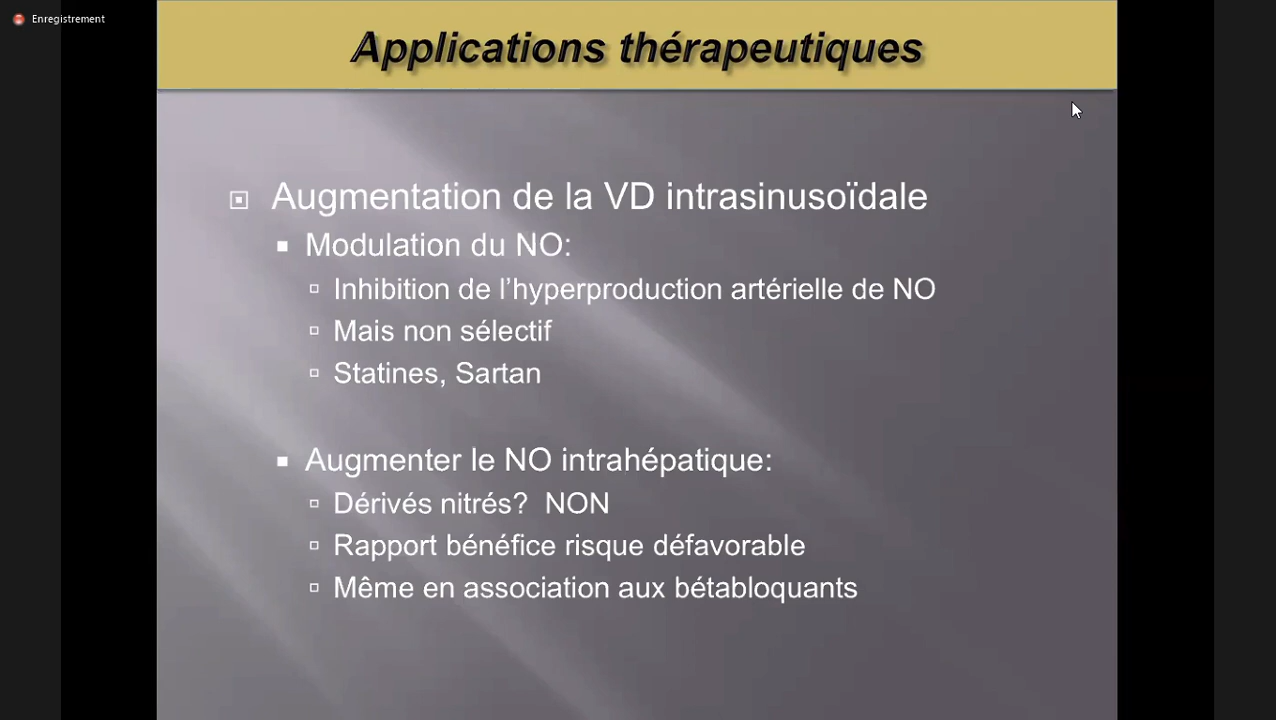 Enregistrement
Applications thérapeutiques
Augmentation de la VD intrasinusoïdale
Modulation du NO:
Inhibition de l’hyperproduction artérielle de NO
Mais non sélectif
Statines, Sartan
Augmenter le NO intrahépatique:
Dérivés nitrés? NON
Rapport bénéfice risque défavorable
Même en association aux bétabloquants